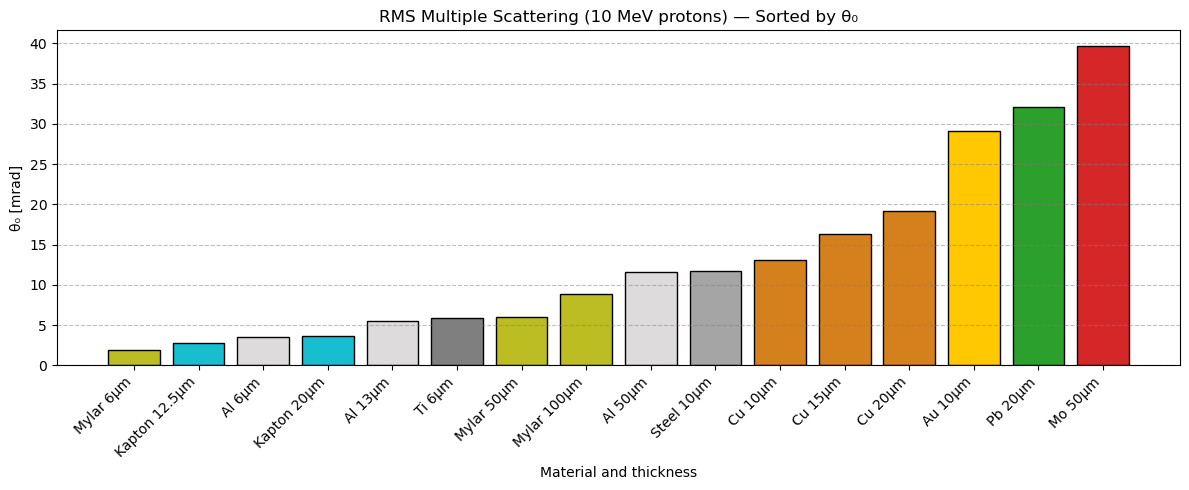 RMS Multiple Scattering (10 MeV protons) — Sorted by θ₀
θₒ [mrad]
40
35
30
25
20
15
10
5
0
Mylar 6μm
Kapton 12.5μm
Al 6μm
Kapton 20μm
Al 13μm
Ti 6μm
Mylar 50μm
Mylar 100μm
Al 50μm
Steel 10μm
Cu 10μm
Cu 15μm
Cu 20μm
Au 10μm
Pb 20μm
Mo 50μm
Material and thickness